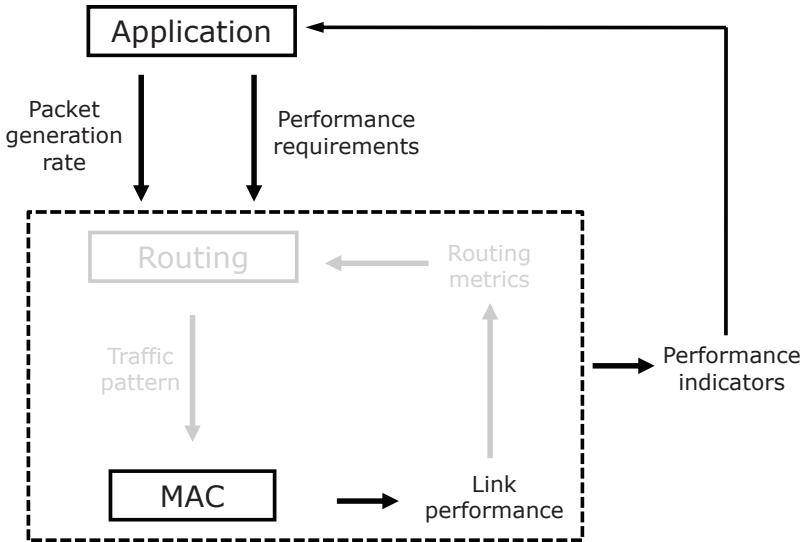 Application
Packet
generation
rate
Performance
requirements
Routing
Routing
metrics
Traffic
pattern
Performance
indicators
MAC
Link
performance